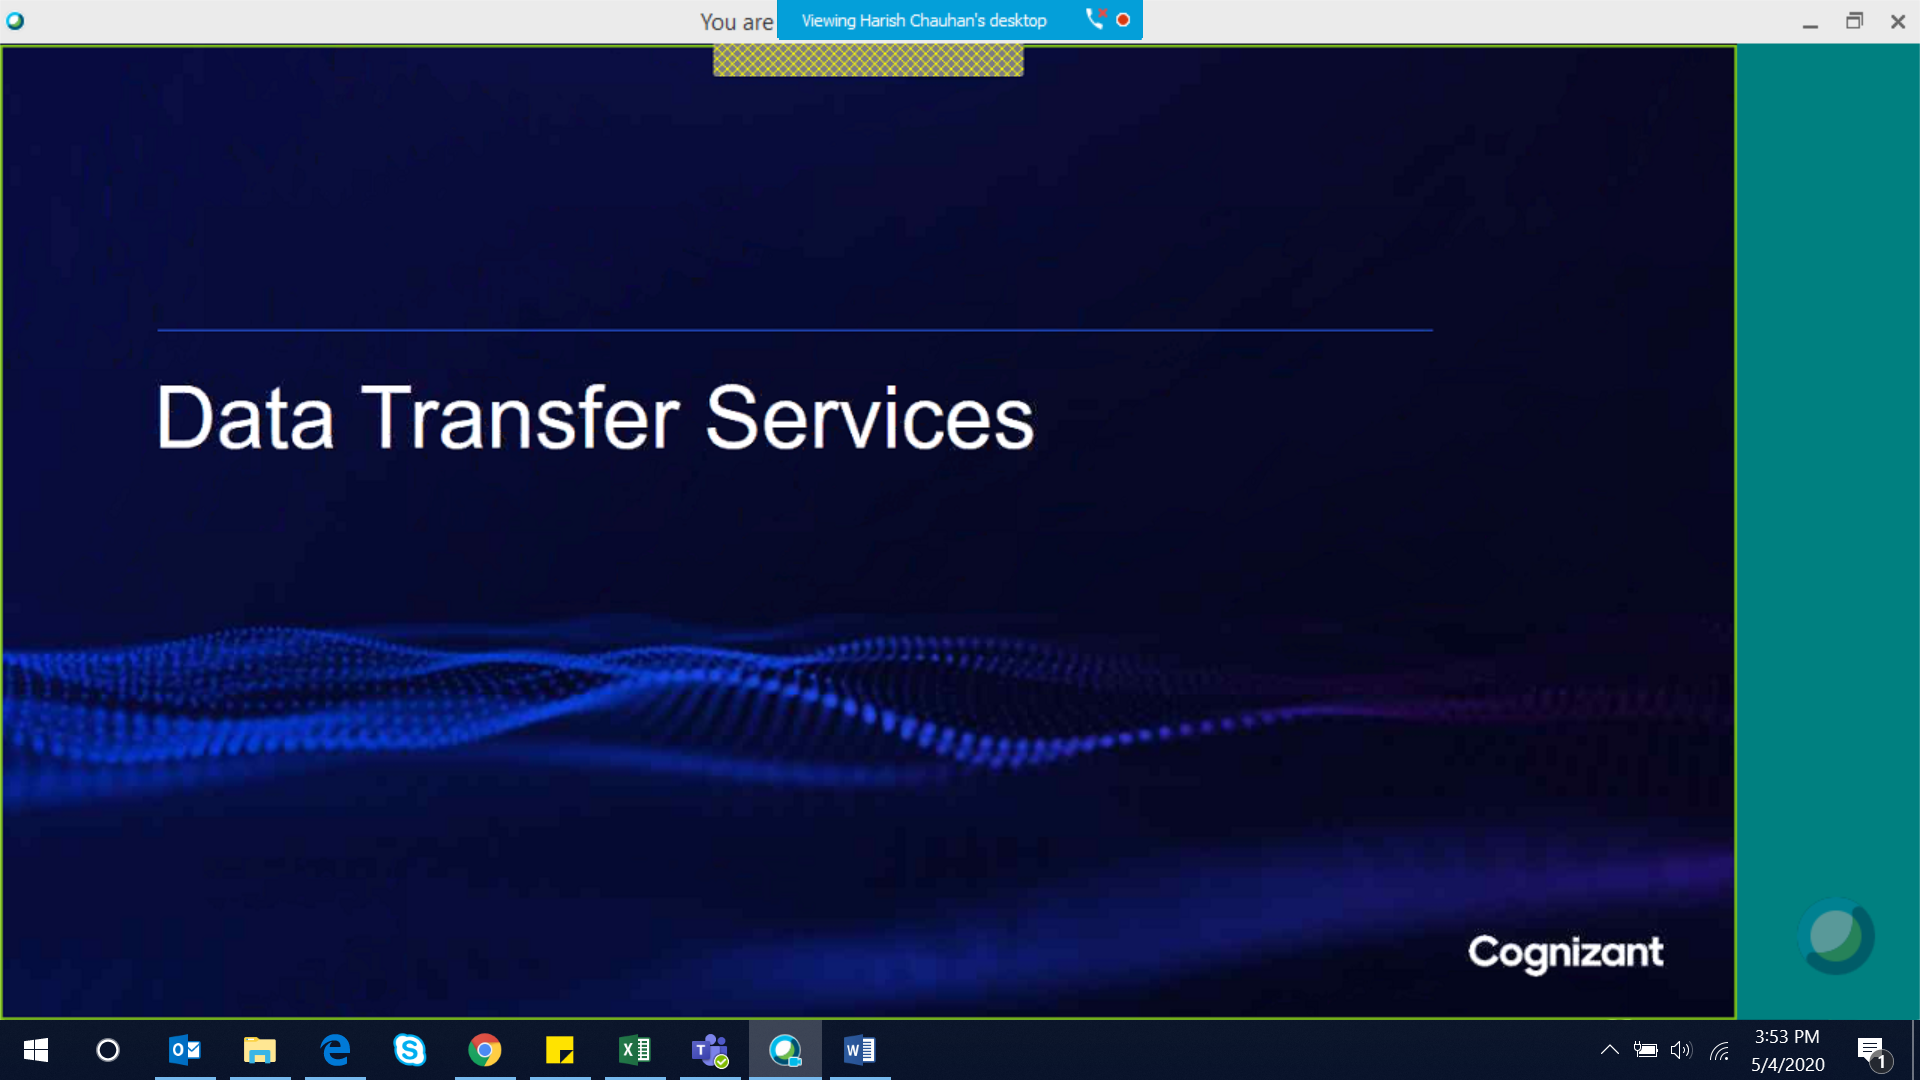 You are
Viewing Harish Chauhan's desktop
Data Transfer Services
Cognizant
3:53 PM
5/4/2020
1